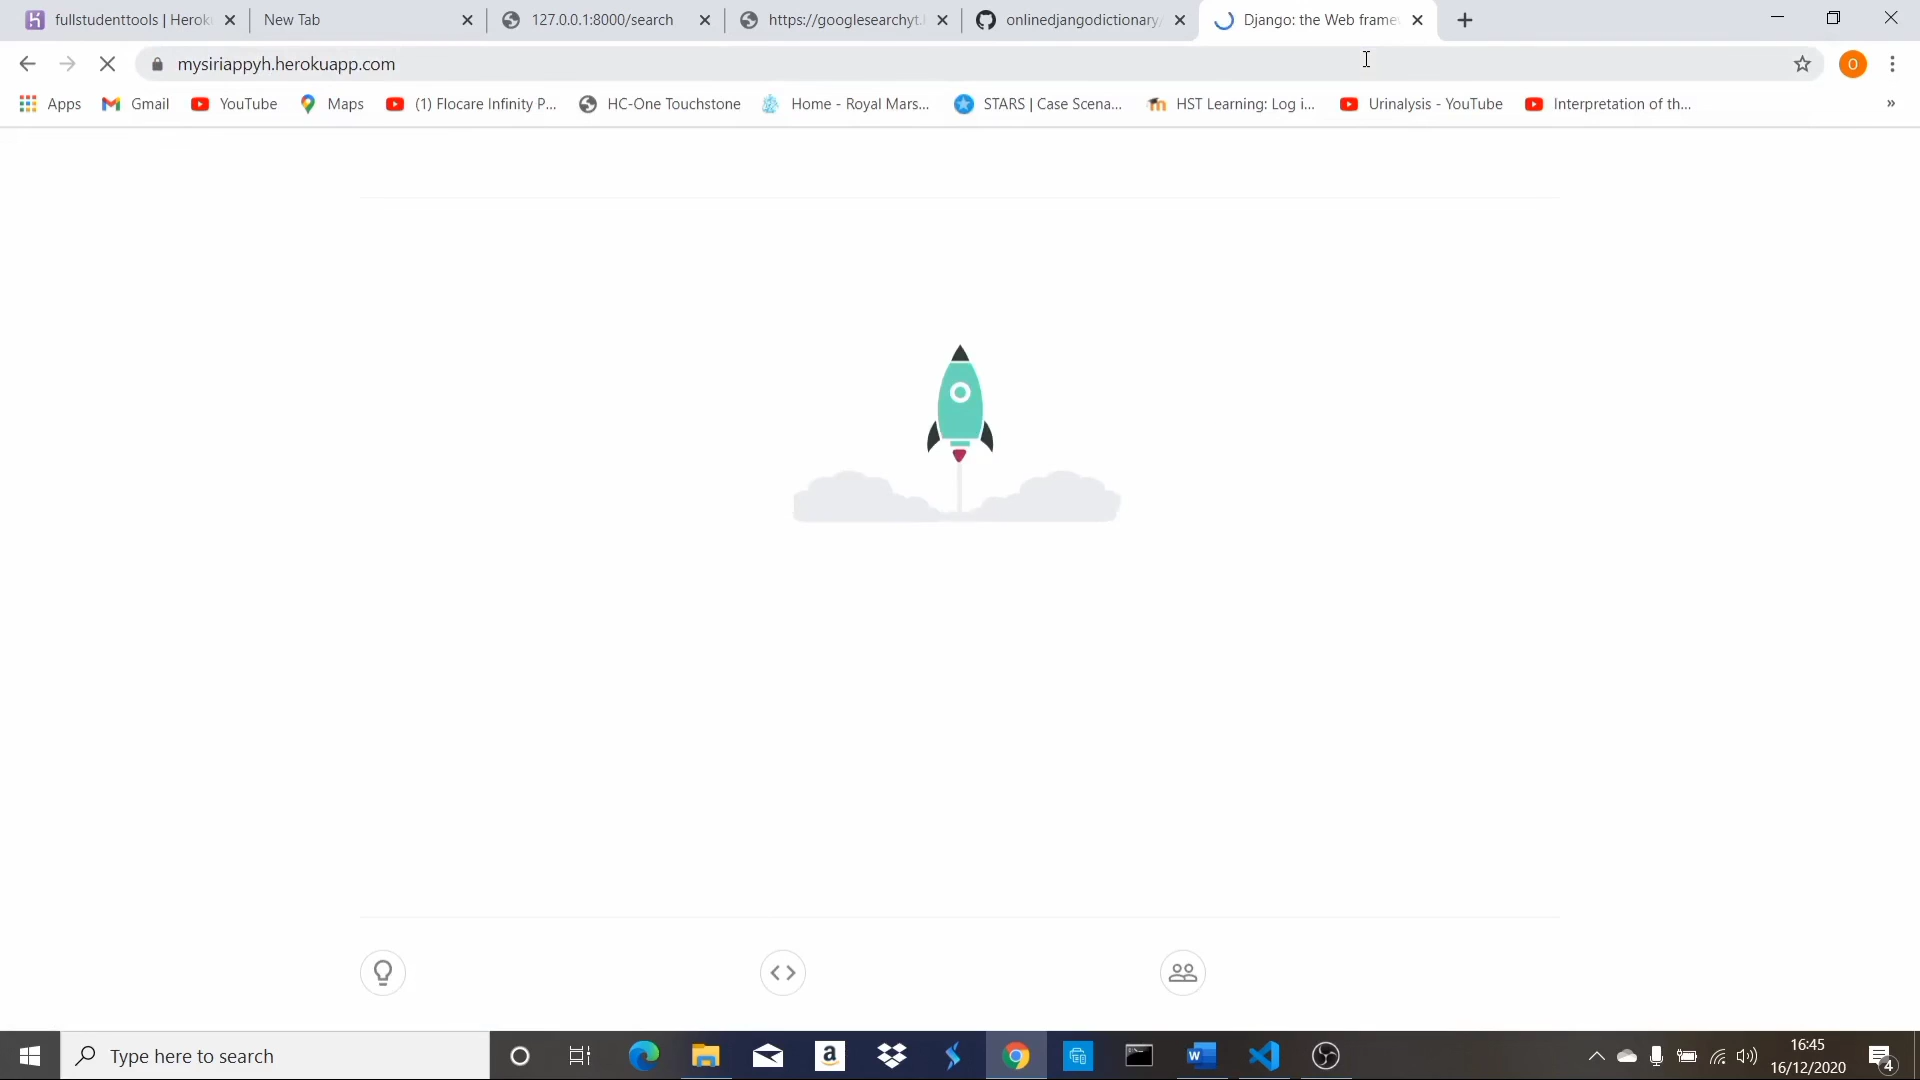 fullstudenttools | Herok
New Tab
127.0.0.1:8000/search
https://googlesearchyt.
onlinedjangodictionary/
Django: the Web frame
mysiriappyh.herokuapp.com
O
Apps
Gmail
YouTube
Maps
(1) Flocare Infinity P...
HC-One Touchstone
Home - Royal Mars...
STARS | Case Scena...
HST Learning: Log i...
Urinalysis - YouTube
Interpretation of th...
»
Type here to search
16:45
16/12/2020
4